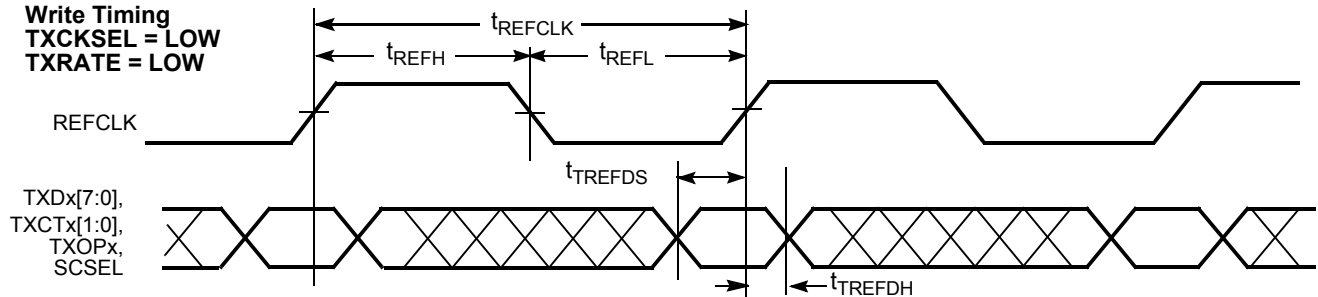 Write Timing
TXCKSEL = LOW
TXRATE = LOW
tREFCLK
tREFH
tREFL
REFCLK
tTREFDS
TXDx[7:0],
TXCTx[1:0],
TXOPx,
SCSEL
tTREFDH